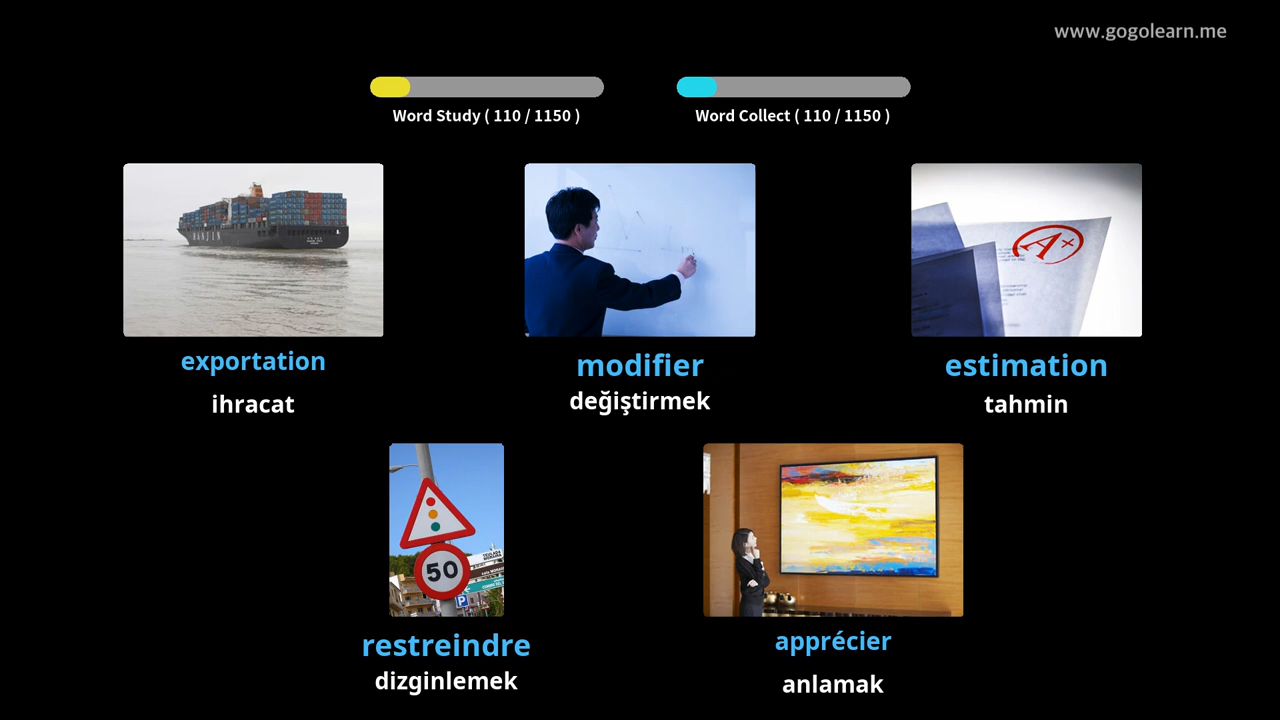 www.gogolearn.me
Word Study ( 110 / 1150 )
Word Collect ( 110 / 1150 )
HANJIN
A+
exportation
modifier
estimation
ihracat
değiştirmek
tahmin
50
P
restreindre
apprécier
dizginlemek
anlamak